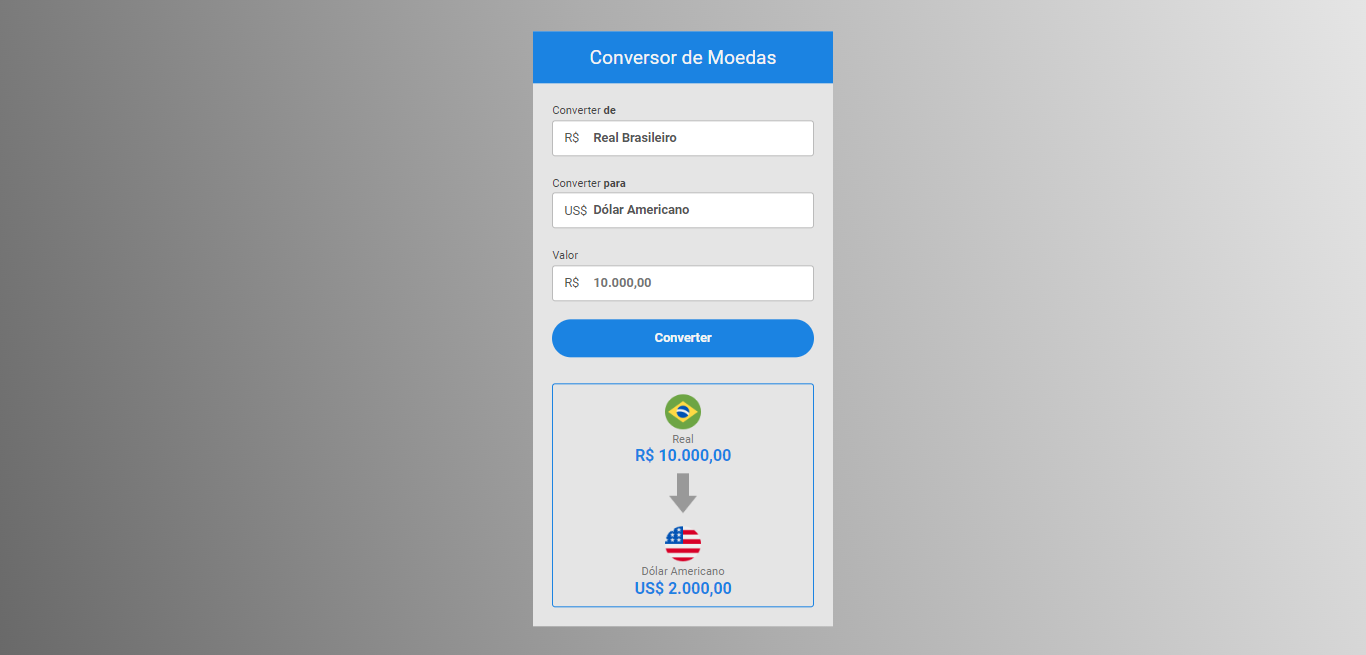 Conversor de Moedas
Converter de
R$ Real Brasileiro
Converter para
US$ Dólar Americano
Valor
R$ 10.000,00
Converter
Real
R$ 10.000,00
Dólar Americano
US$ 2.000,00